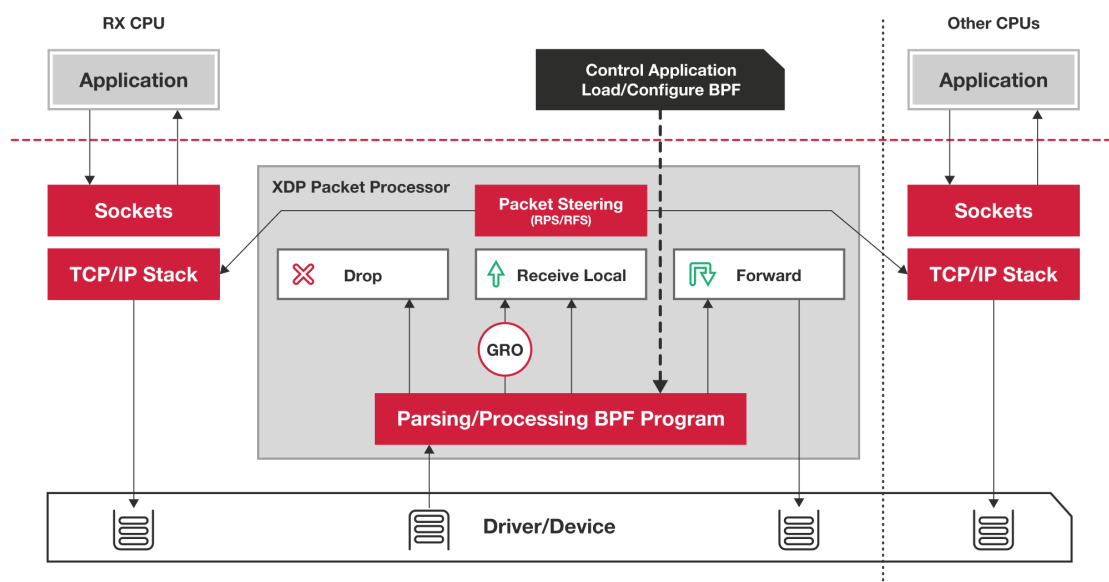 RX CPU
Other CPUs
Application
Control Application
Load/Configure BPF
Application
XDP Packet Processor
Sockets
Packet Steering
(RPS/RFS)
Sockets
TCP/IP Stack
Drop
Receive Local
Forward
TCP/IP Stack
GRO
Parsing/Processing BPF Program
Driver/Device